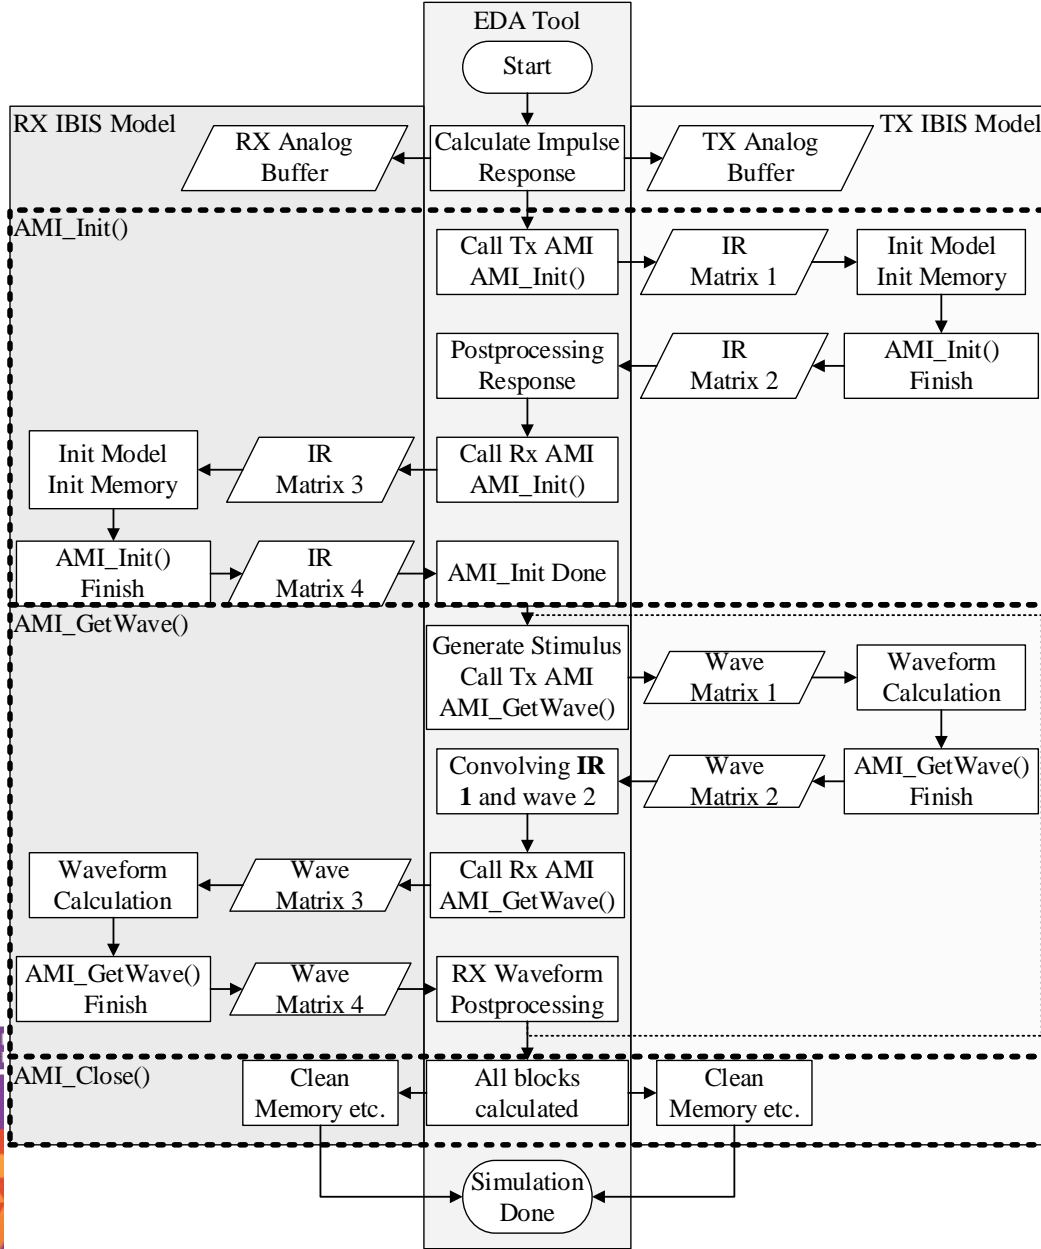 EDA Tool
Start
RX IBIS Model
TX IBIS Model
RX Analog
Buffer
Calculate Impulse
Response
TX Analog
Buffer
AMI_Init()
Call Tx AMI
AMI_Init()
IR
Matrix 1
Init Model
Init Memory
Postprocessing
Response
IR
Matrix 2
AMI_Init()
Finish
Init Model
Init Memory
IR
Matrix 3
Call Rx AMI
AMI_Init()
AMI_Init()
Finish
IR
Matrix 4
AMI_Init Done
AMI_GetWave()
Generate Stimulus
Call Tx AMI
AMI_GetWave()
Wave
Matrix 1
Waveform
Calculation
Convolving IR
1 and wave 2
Wave
Matrix 2
AMI_GetWave()
Finish
Waveform
Calculation
Wave
Matrix 3
Call Rx AMI
AMI_GetWave()
AMI_GetWave()
Finish
Wave
Matrix 4
RX Waveform
Postprocessing
AMI_Close()
Clean
Memory etc.
All blocks
calculated
Clean
Memory etc.
Simulation
Done